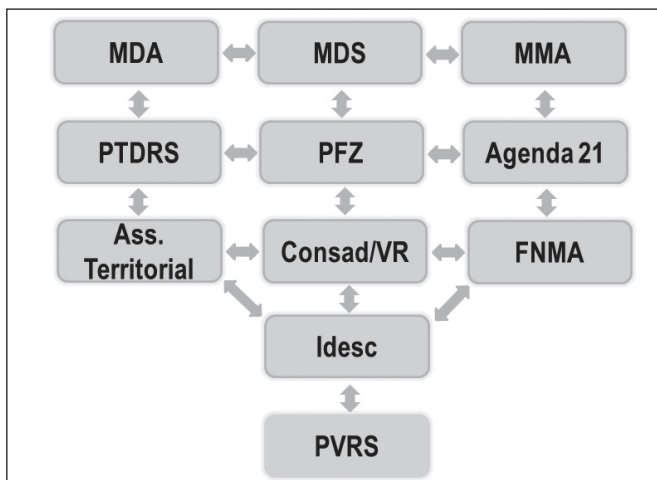 MDA
MDS
MMA
PTDRS
PFZ
Agenda 21
Ass.
Territorial
Consad/VR
FNMA
Idesc
PVRS